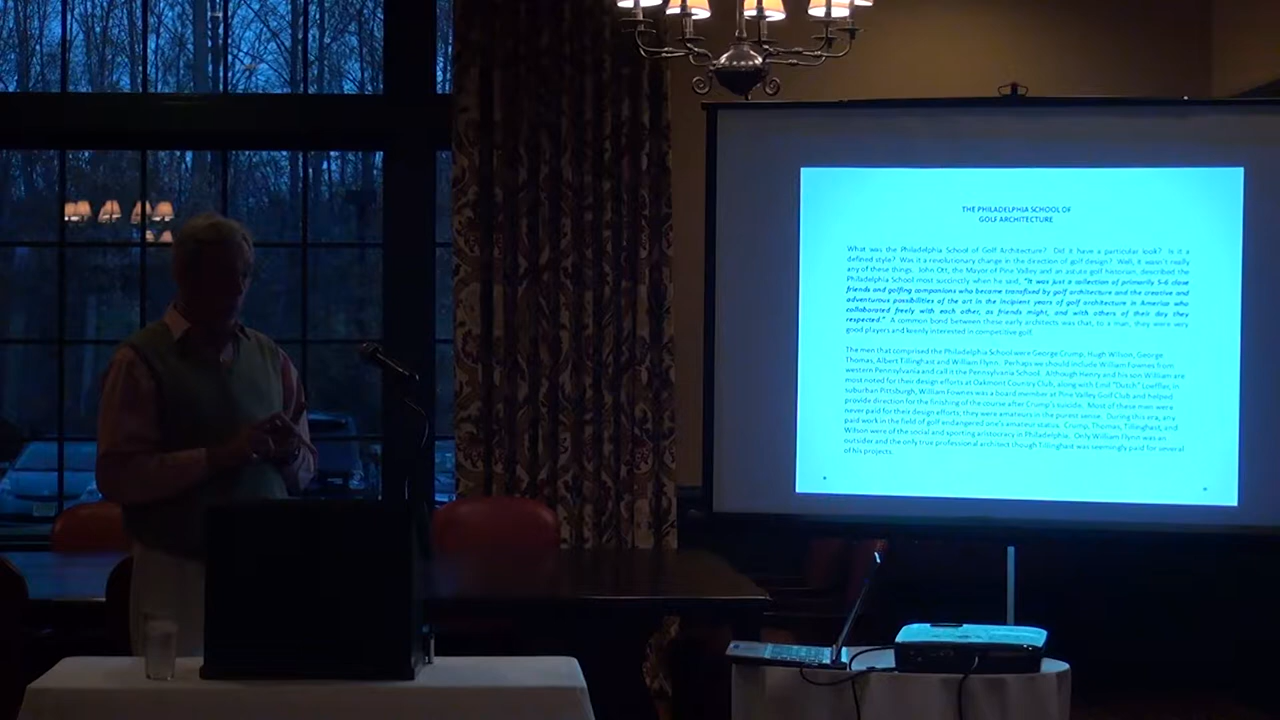 THE PHILADELPHIA SCHOOL OF
GOLF ARCHITECTURE
What was the Philadelphia School of Golf Architecture? Did it have a particular look? Is it a
defined style? Was it a revolutionary change in the direction of golf design? Well, it wasn't really
any of these things. John Ott, the Mayor of Pine Valley and an astute golf historian, described the
Philadelphia School most succinctly when he said, "It was just a collection of primarily 5-6 close
friends and golfing companions who became transfixed by golf architecture and the creative and
adventurous possibilities of the art in the incipient years of golf architecture in America who
collaborated freely with each other, as friends might, and with others of their day they
respected." A common bond between these early architects was that, to a man, they were very
good players and keenly interested in competitive golf.
The men that comprised the Philadelphia School were George Crump, Hugh Wilson, George
Thomas, Albert Tillinghast and William Flynn. Perhaps we should include William Fownes from
western Pennsylvania and call it the Pennsylvania School. Although Henry and his son William are
most noted for their design efforts at Oakmont Country Club, along with Emil "Dutch" Loeffler, in
suburban Pittsburgh, William Fownes was a board member at Pine Valley Golf Club and helped
provide direction for the finishing of the course after Crump's suicide. Most of these men were
never paid for their design efforts; they were amateurs in the purest sense. During this era, any
paid work in the field of golf endangered one's amateur status. Crump, Thomas, Tillinghast, and
Wilson were of the social and sporting aristocracy in Philadelphia. Only William Flynn was an
outsider and the only true professional architect though Tillinghast was seemingly paid for several
of his projects.